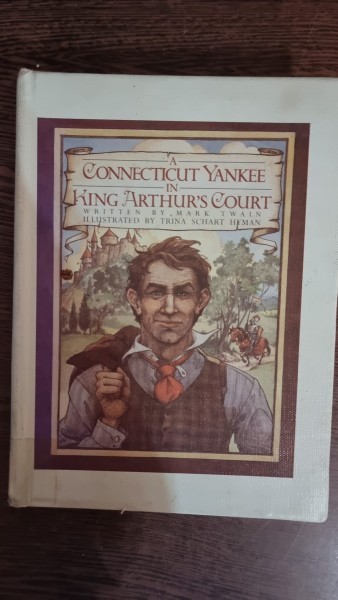 A
CONNECTICUT YANKEE
IN
KING ARTHUR'S COURT
WRITTEN BY MARK TWAIN
ILLUSTRATED BY TRINA SCHART HYMAN